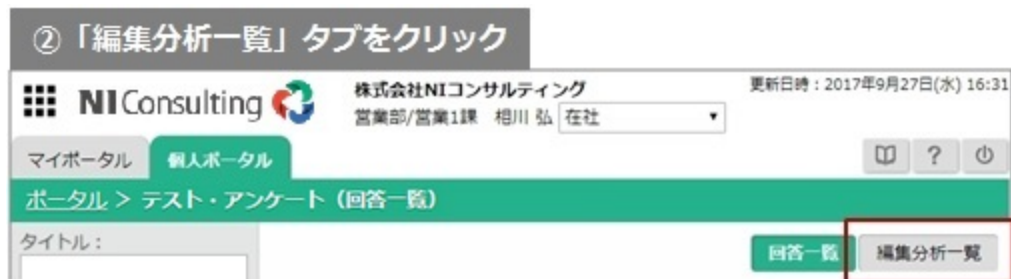 ②「編集分析一覧」タブをクリック
NI Consulting
株式会社NIコンサルティング
更新日時：2017年9月27日(水) 16:31
営業部/営業1課 相川 弘 在社
マイポータル 個人ポータル
?
ポータル > テスト・アンケート（回答一覧）
タイトル：
回答一覧 編集分析一覧